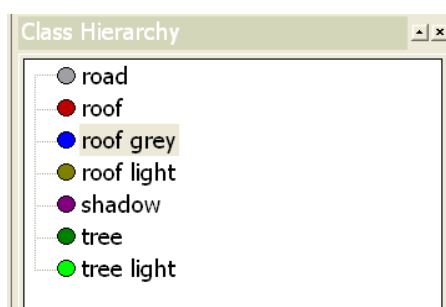 Class Hierarchy
road
roof
roof grey
roof light
shadow
tree
tree light